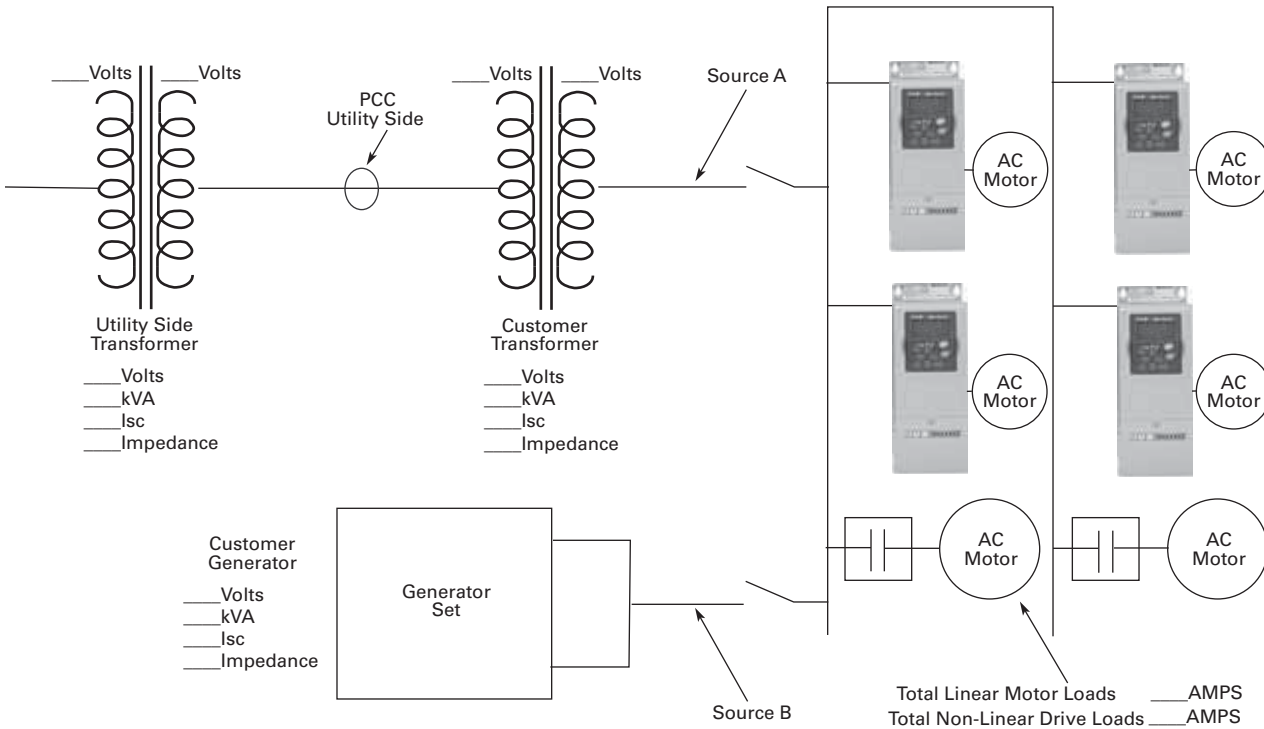 ____Volts ____Volts
PCC
Utility Side
____Volts ____Volts
Source A
AC
Motor
AC
Motor
Utility Side
Transformer
____Volts
____kVA
____Isc
____Impedance
Customer
Transformer
____Volts
____kVA
____Isc
____Impedance
AC
Motor
AC
Motor
Customer
Generator
____Volts
____kVA
____Isc
____Impedance
Generator
Set
AC
Motor
AC
Motor
Source B
Total Linear Motor Loads ____AMPS
Total Non-Linear Drive Loads ____AMPS